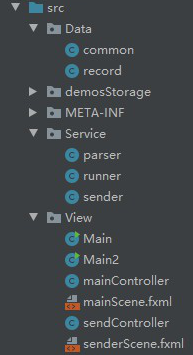 src
Data
common
record
demosStorage
META-INF
Service
parser
runner
sender
View
Main
Main2
mainController
mainScene.fxml
sendController
senderScene.fxml